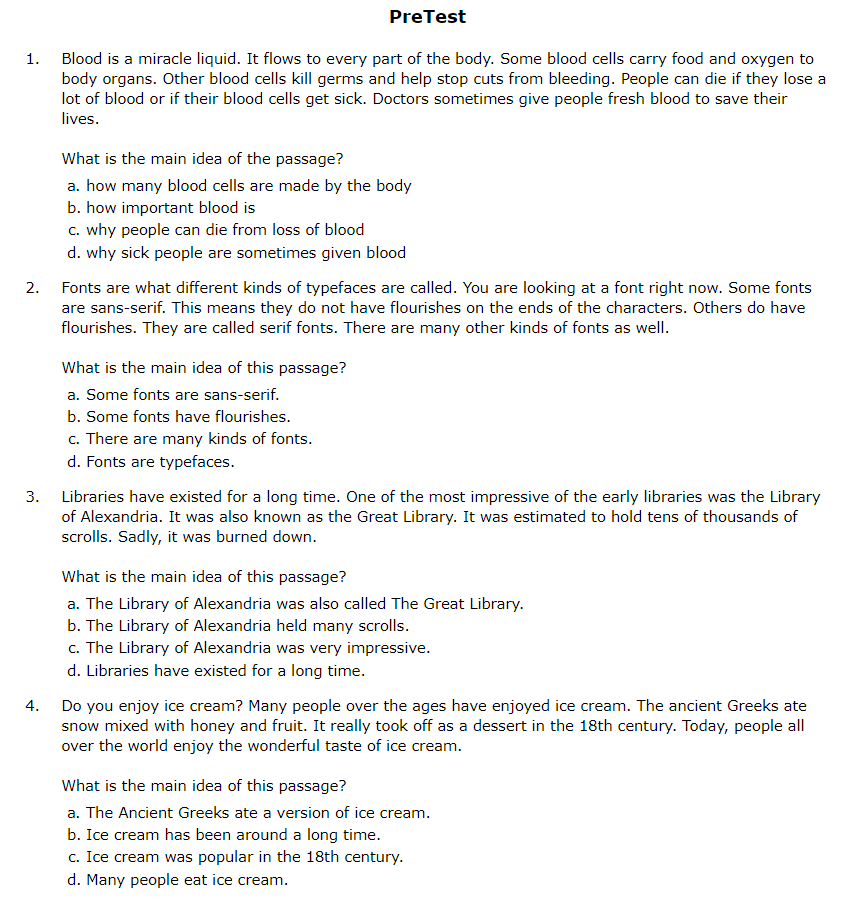 PreTest
1. Blood is a miracle liquid. It flows to every part of the body. Some blood cells carry food and oxygen to
body organs. Other blood cells kill germs and help stop cuts from bleeding. People can die if they lose a
lot of blood or if their blood cells get sick. Doctors sometimes give people fresh blood to save their
lives.
What is the main idea of the passage?
a. how many blood cells are made by the body
b. how important blood is
c. why people can die from loss of blood
d. why sick people are sometimes given blood
2. Fonts are what different kinds of typefaces are called. You are looking at a font right now. Some fonts
are sans-serif. This means they do not have flourishes on the ends of the characters. Others do have
flourishes. They are called serif fonts. There are many other kinds of fonts as well.
What is the main idea of this passage?
a. Some fonts are sans-serif.
b. Some fonts have flourishes.
c. There are many kinds of fonts.
d. Fonts are typefaces.
3. Libraries have existed for a long time. One of the most impressive of the early libraries was the Library
of Alexandria. It was also known as the Great Library. It was estimated to hold tens of thousands of
scrolls. Sadly, it was burned down.
What is the main idea of this passage?
a. The Library of Alexandria was also called The Great Library.
b. The Library of Alexandria held many scrolls.
c. The Library of Alexandria was very impressive.
d. Libraries have existed for a long time.
4. Do you enjoy ice cream? Many people over the ages have enjoyed ice cream. The ancient Greeks ate
snow mixed with honey and fruit. It really took off as a dessert in the 18th century. Today, people all
over the world enjoy the wonderful taste of ice cream.
What is the main idea of this passage?
a. The Ancient Greeks ate a version of ice cream.
b. Ice cream has been around a long time.
c. Ice cream was popular in the 18th century.
d. Many people eat ice cream.